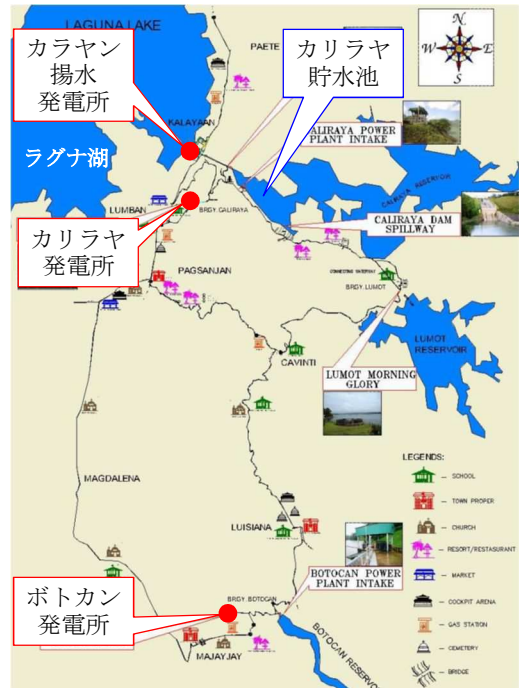 LAGUNA LAKE
PAETE
N
W
E
S
カラヤン
揚水
発電所
カリラヤ
貯水池
KALAYAAN
CALIRAYA POWER
PLANT INTAKE
ラグナ湖
CALIRAYA RESERVOIR
LUMBAN
BRGY. CALIRAYA
CALIRAYA DAM
SPILLWAY
カリラヤ
発電所
PAGSANJAN
CONNECTING WATERWAY
BRGY. LUMOT
LUMOT
RESERVOIR
CAVINTI
LUMOT MORNING
GLORY
LEGENDS:
– SCHOOL
– TOWN PROPER
– CHURCH
– RESORT/RESTAURANT
– MARKET
– COCKPIT ARENA
– GAS STATION
– CEMETERY
– BRIDGE
MAGDALENA
LUISIANA
BOTOCAN POWER
PLANT INTAKE
ボトカン
発電所
BRGY. BOTOCAN
MAJAYJAY
BOTOCAN RESERVOIR